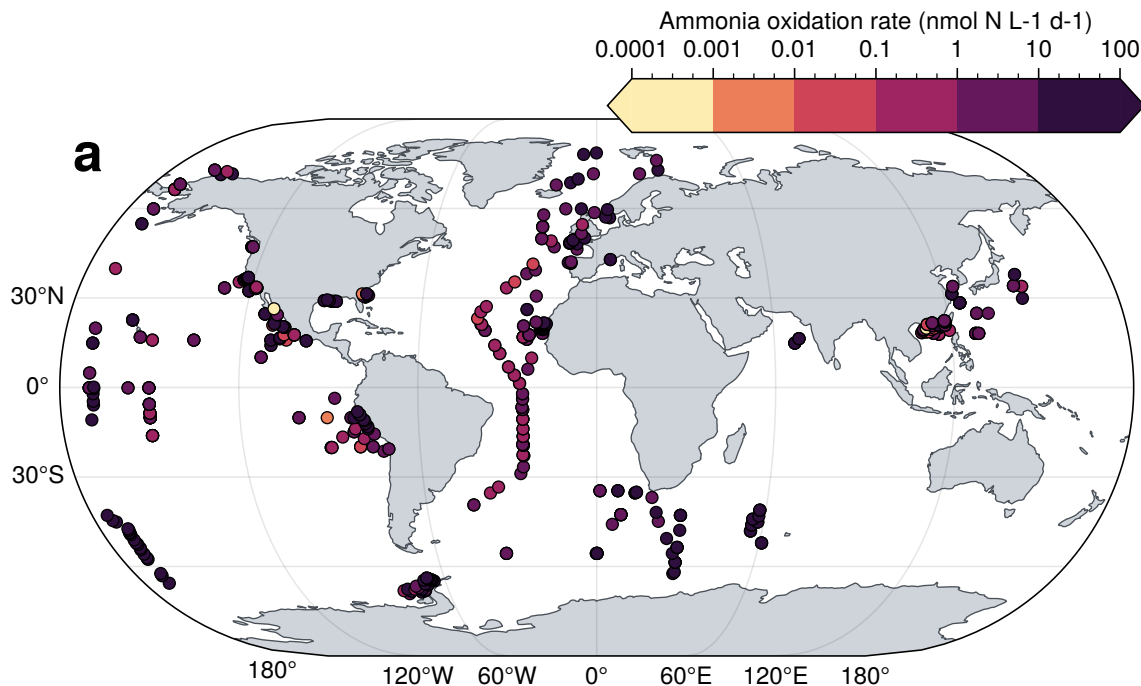 Ammonia oxidation rate (nmol N L-1 d-1)
0.0001 0.001 0.01 0.1 1 10 100
a
30°N
0°
30°S
180° 120°W 60°W 0° 60°E 120°E 180°